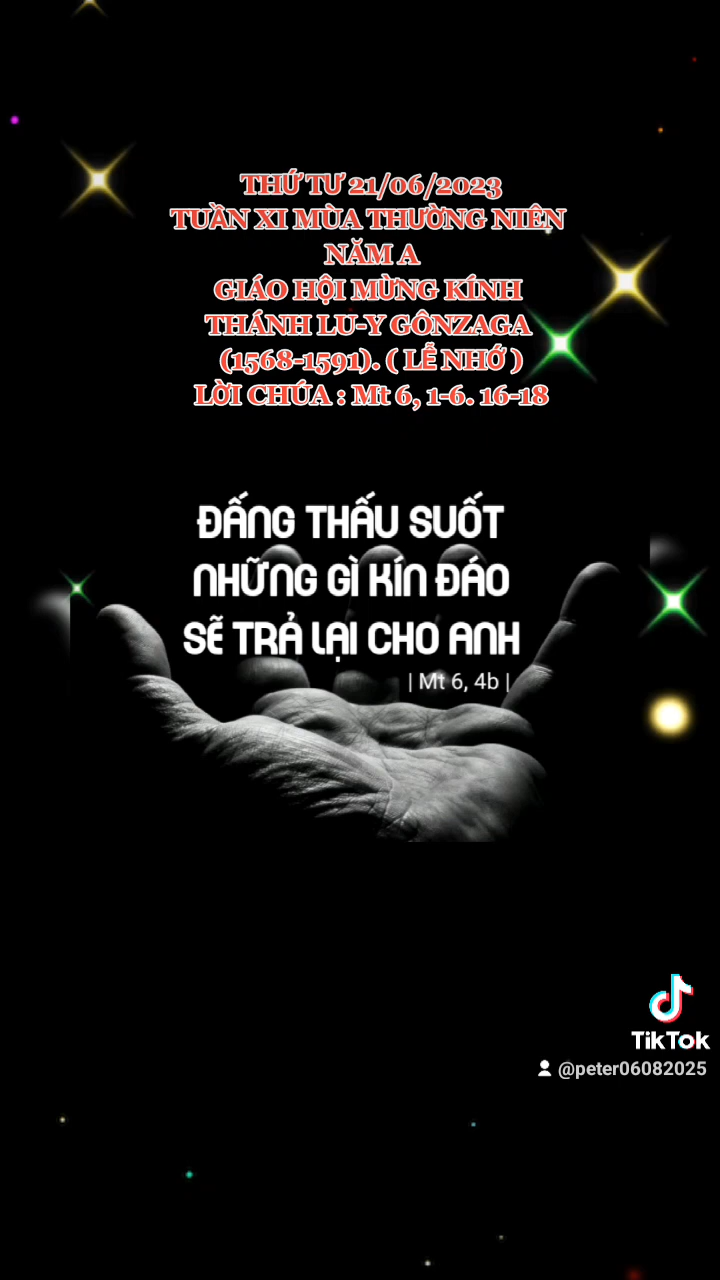 THỨ TƯ 21/06/2023
TUẦN XI MÙA THƯỜNG NIÊN
NĂM A
GIÁO HỘI MỪNG KÍNH
THÁNH LU-Y GÔNZAGA
(1568-1591). ( LỄ NHỚ )
LỜI CHÚA : Mt 6, 1-6. 16-18
ĐẤNG THẤU SUỐT
NHỮNG GÌ KÍN ĐÁO
SẼ TRẢ LẠI CHO ANH
| Mt 6, 4b |
TikTok
@peter06082025